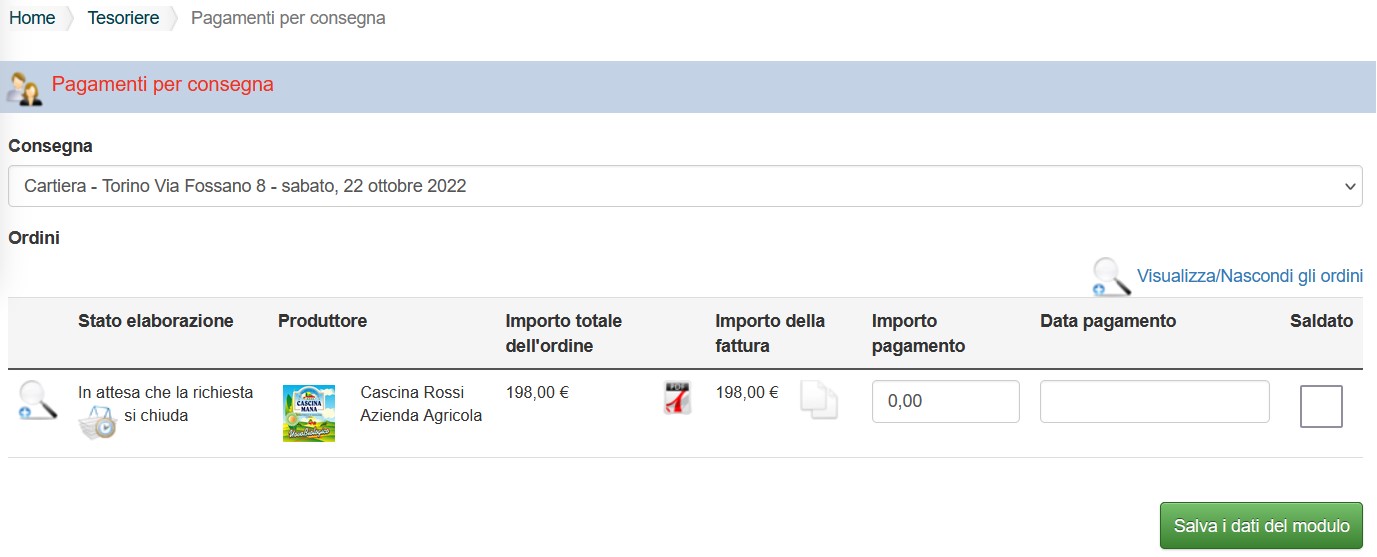 Home Tesoriere Pagamenti per consegna
Pagamenti per consegna
Consegna
Cartiera - Torino Via Fossano 8 - sabato, 22 ottobre 2022
Ordini
Visualizza/Nascondi gli ordini
Stato elaborazione Produttore Importo totale dell'ordine Importo della fattura Importo pagamento Data pagamento Saldato
In attesa che la richiesta si chiuda
CASCINA
MANA
Cascina Rossi
Azienda Agricola
198,00 €
PDF
198,00 €
0,00
Salva i dati del modulo